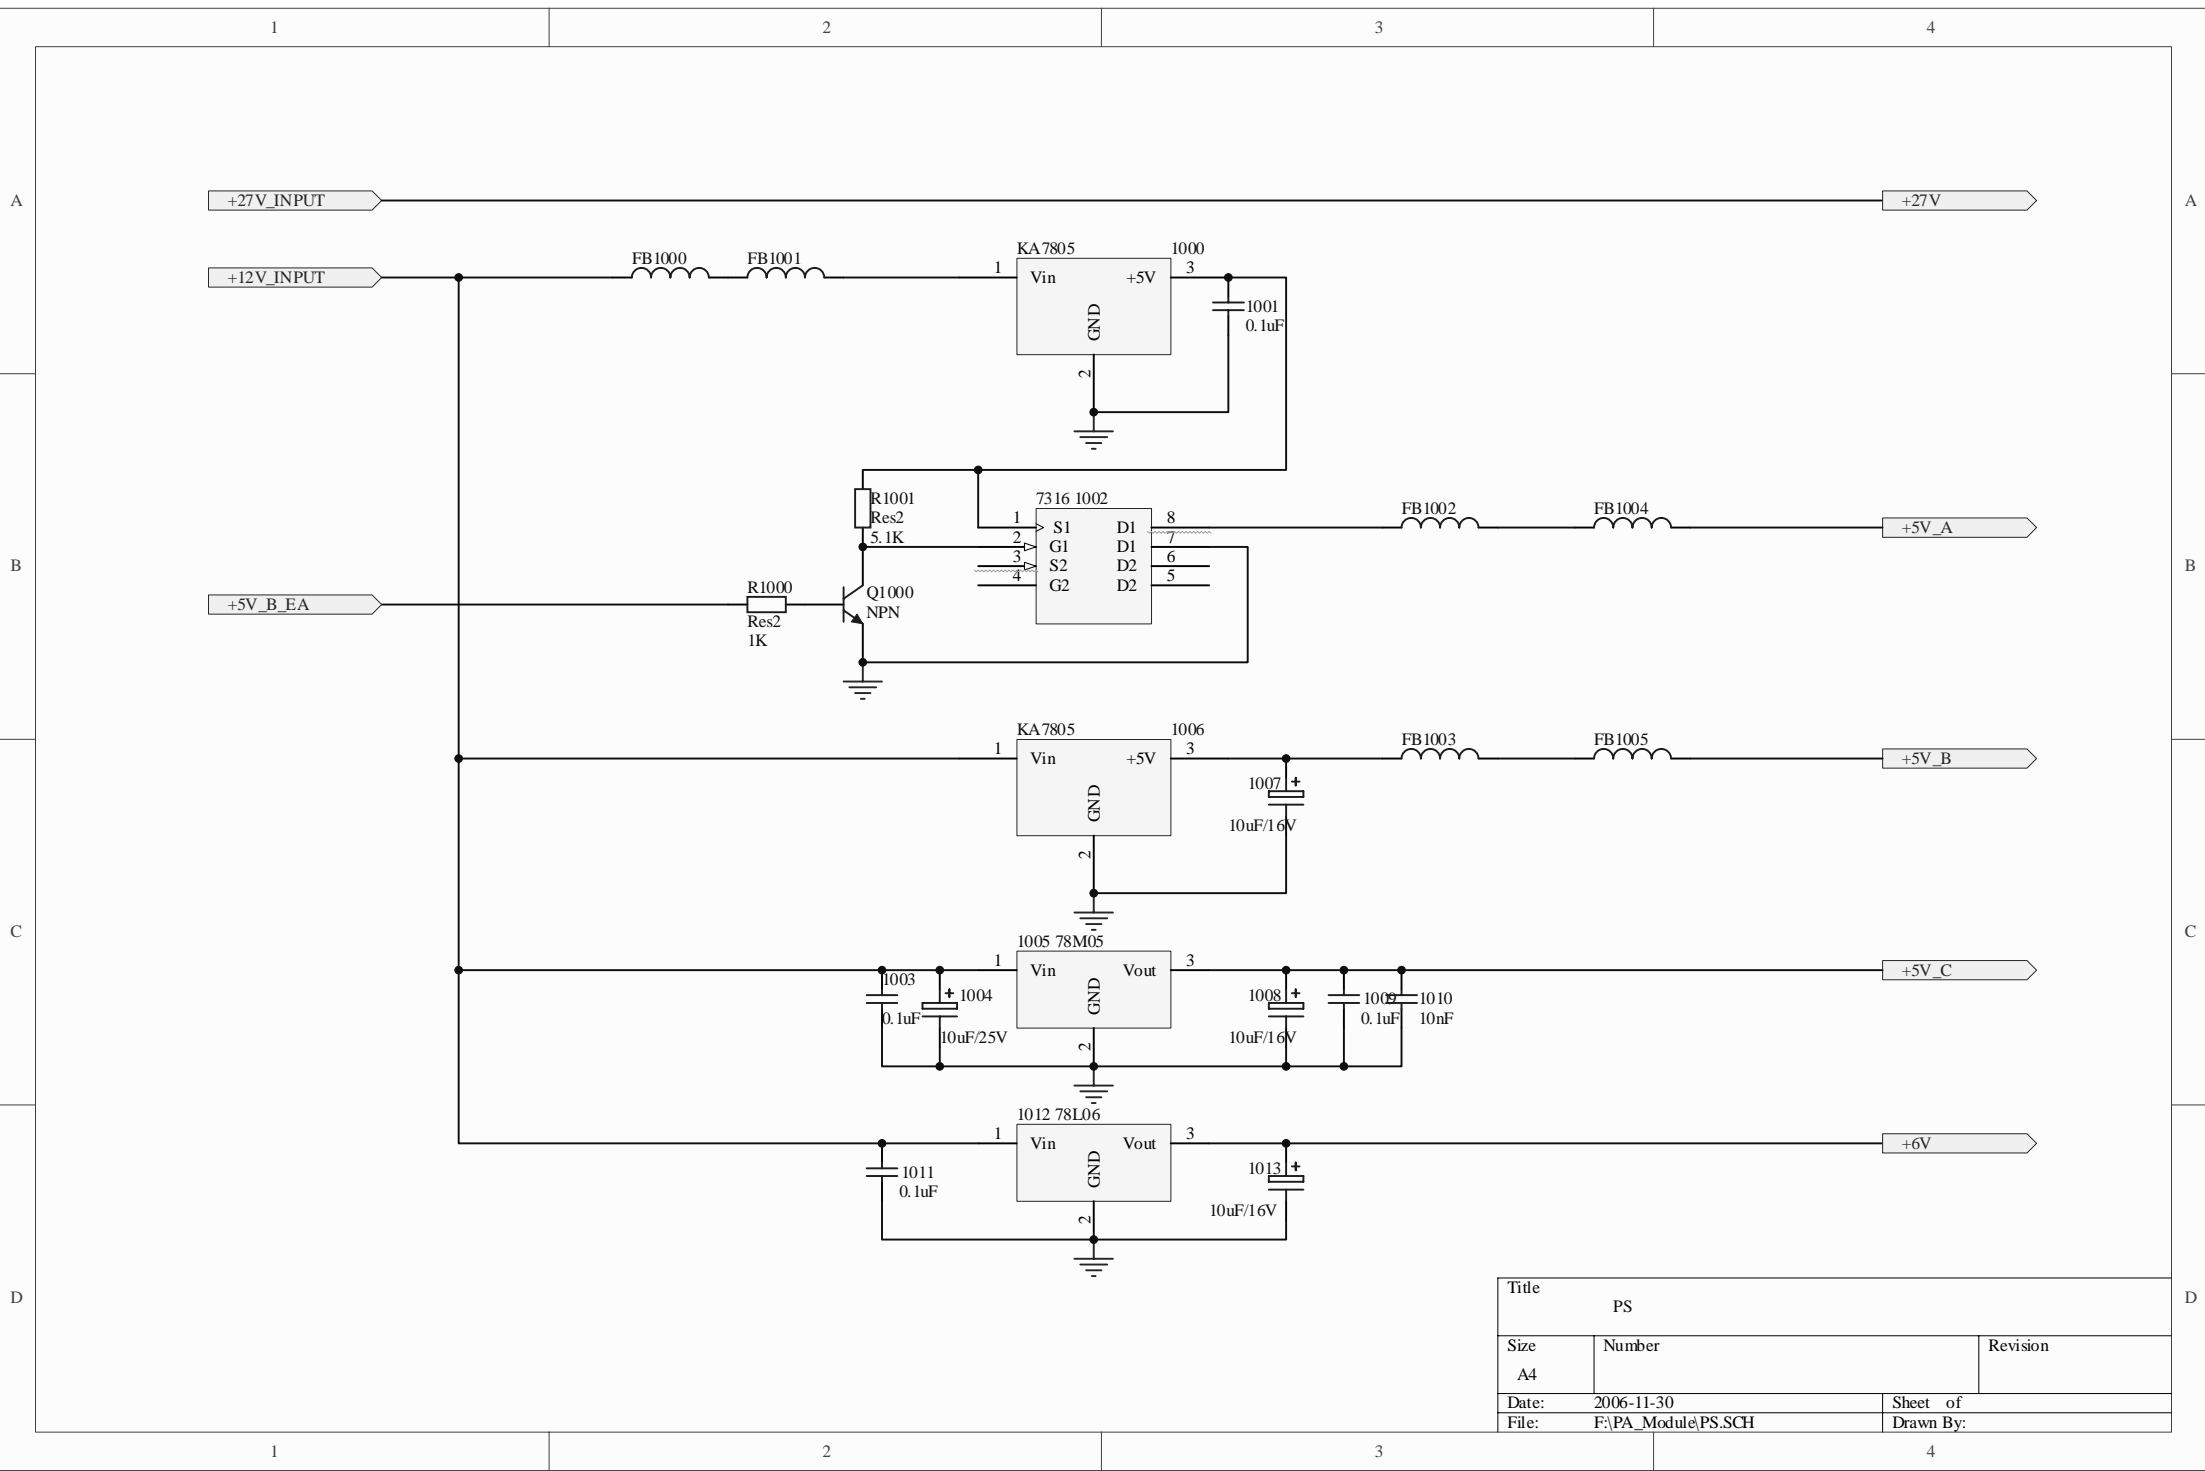 1 2 3 4
A A
+27V_INPUT +27V
KA7805 1000
FB1000 FB1001
+12V_INPUT 1 Vin +5V 3
GND
1001
0.1uF
2
R1001
Res2
5.1K
7316 1002
1 S1 D1 8
2 G1 D1 7
3 S2 D2 6
4 G2 D2 5
FB1002 FB1004
+5V_A
B B
R1000
Res2
1K
Q1000
NPN
+5V_B_EA
KA7805 1006
1 Vin +5V 3
GND
2
FB1003 FB1005
+5V_B
1007 +
10uF/16V
C C
1005 78M05
1 Vin Vout 3
GND
2
+5V_C
1003
0.1uF
+ 1004
10uF/25V
1008 +
10uF/16V
1009
0.1uF
1010
10nF
1012 78L06
1 Vin Vout 3
GND
2
+6V
1011
0.1uF
1013 +
10uF/16V
D D
Title
PS
Size Number Revision
A4
Date: 2006-11-30 Sheet of
File: F:\PA_Module\PS.SCH Drawn By:
1 2 3 4